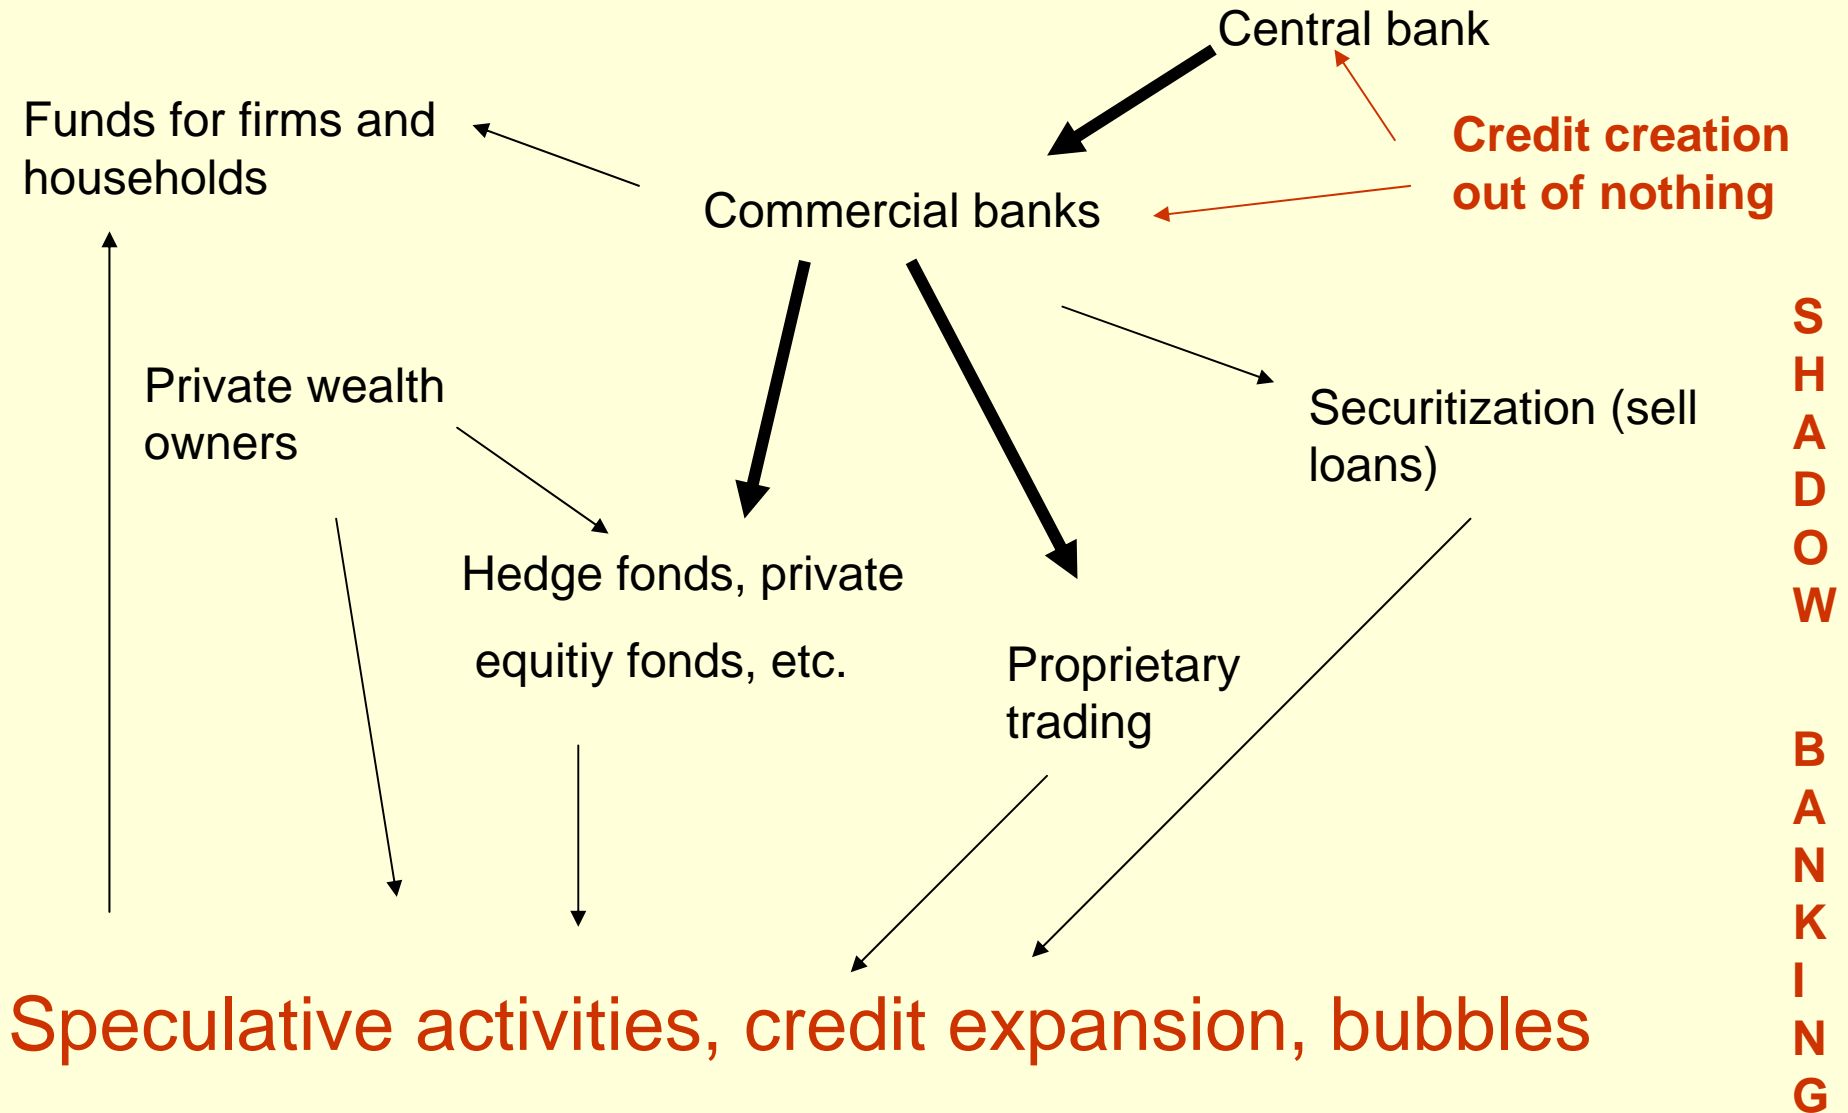 Central bank
Funds for firms and
households
Credit creation
out of nothing
Commercial banks
Private wealth
owners
Securitization (sell
loans)
Hedge fonds, private
equitiy fonds, etc.
Proprietary
trading
Speculative activities, credit expansion, bubbles
S
H
A
D
O
W
B
A
N
K
I
N
G